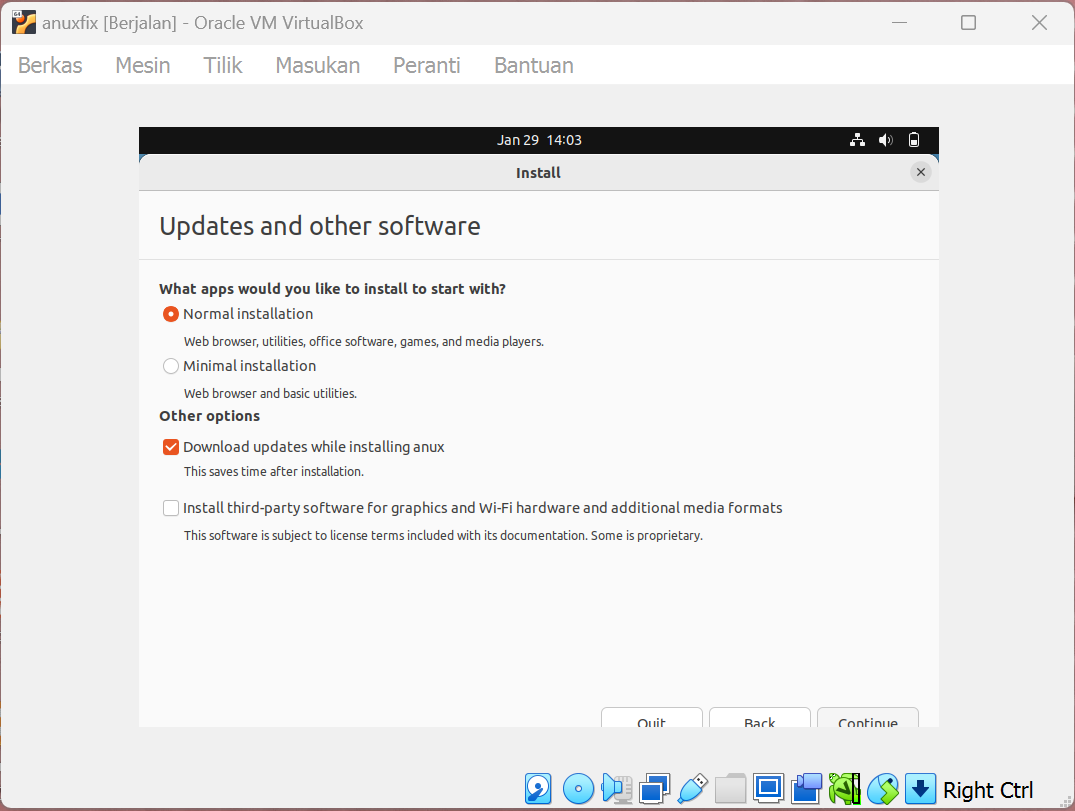 anuxfix [Berjalan] - Oracle VM VirtualBox
Berkas Mesin Tilik Masukan Peranti Bantuan
Jan 29 14:03
Install
Updates and other software
What apps would you like to install to start with?
Normal installation
Web browser, utilities, office software, games, and media players.
Minimal installation
Web browser and basic utilities.
Other options
Download updates while installing anux
This saves time after installation.
Install third-party software for graphics and Wi-Fi hardware and additional media formats
This software is subject to license terms included with its documentation. Some is proprietary.
Quit Back Continue
Right Ctrl